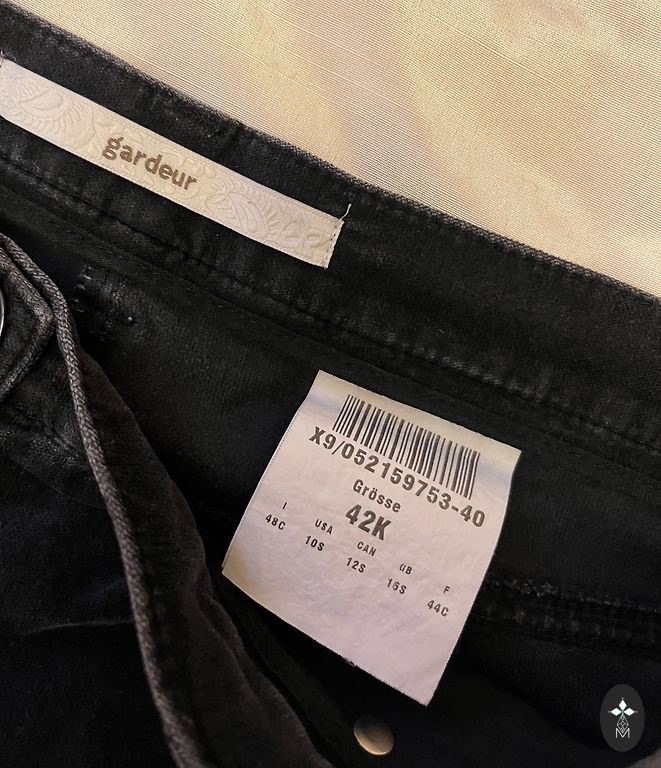 gardeur
X9/052159753-40
Grösse
42K
I USA CAN GB F
48C 10S 12S 16S 44C
M